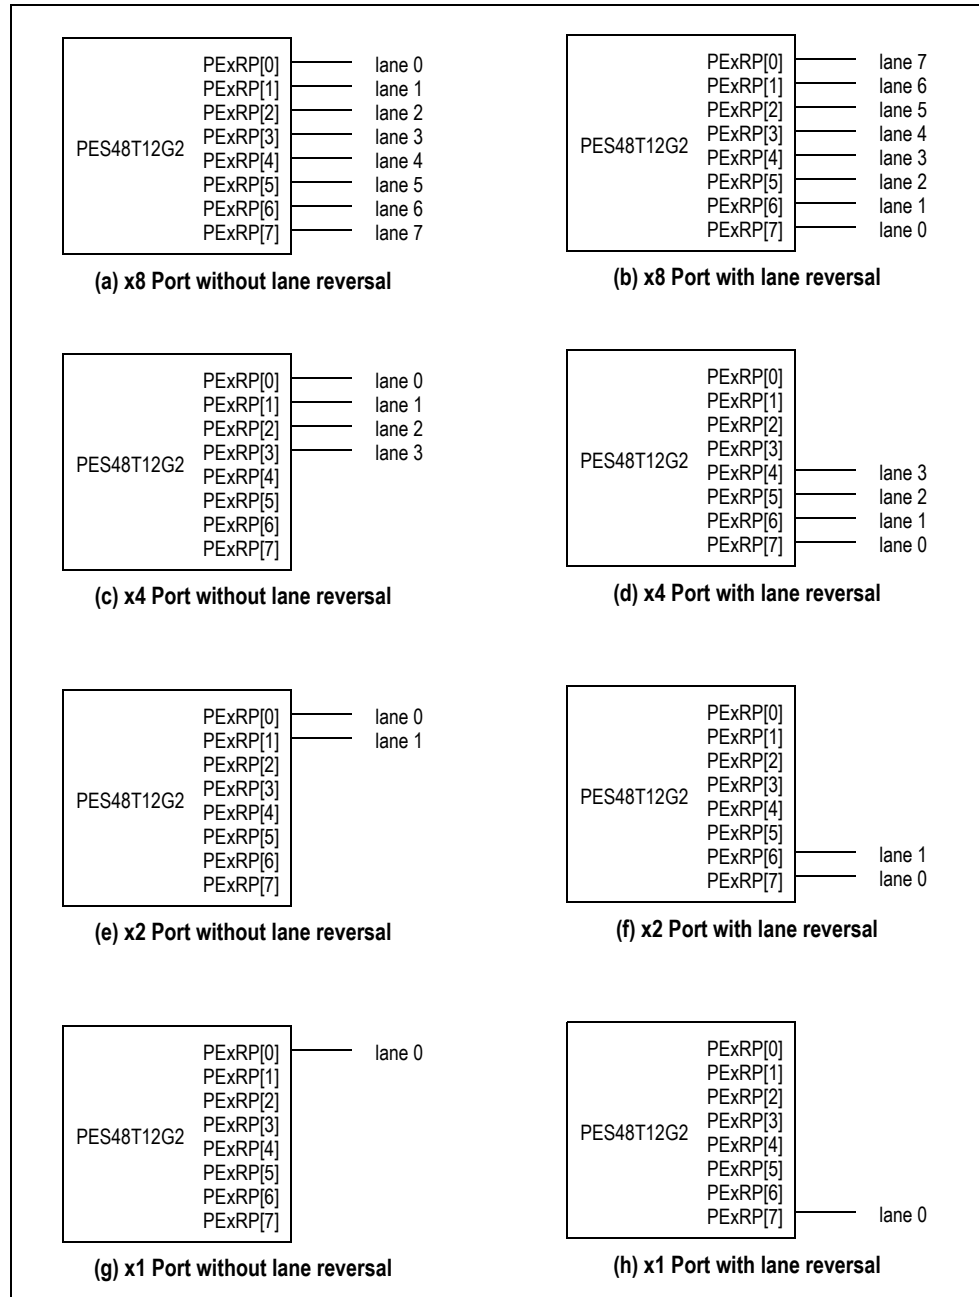 PES48T12G2
PExRP[0] lane 0
PExRP[1] lane 1
PExRP[2] lane 2
PExRP[3] lane 3
PExRP[4] lane 4
PExRP[5] lane 5
PExRP[6] lane 6
PExRP[7] lane 7
(a) x8 Port without lane reversal
PES48T12G2
PExRP[0] lane 7
PExRP[1] lane 6
PExRP[2] lane 5
PExRP[3] lane 4
PExRP[4] lane 3
PExRP[5] lane 2
PExRP[6] lane 1
PExRP[7] lane 0
(b) x8 Port with lane reversal
PES48T12G2
PExRP[0] lane 0
PExRP[1] lane 1
PExRP[2] lane 2
PExRP[3] lane 3
PExRP[4]
PExRP[5]
PExRP[6]
PExRP[7]
(c) x4 Port without lane reversal
PES48T12G2
PExRP[0]
PExRP[1]
PExRP[2]
PExRP[3]
PExRP[4] lane 3
PExRP[5] lane 2
PExRP[6] lane 1
PExRP[7] lane 0
(d) x4 Port with lane reversal
PES48T12G2
PExRP[0] lane 0
PExRP[1] lane 1
PExRP[2]
PExRP[3]
PExRP[4]
PExRP[5]
PExRP[6]
PExRP[7]
(e) x2 Port without lane reversal
PES48T12G2
PExRP[0]
PExRP[1]
PExRP[2]
PExRP[3]
PExRP[4]
PExRP[5]
PExRP[6] lane 1
PExRP[7] lane 0
(f) x2 Port with lane reversal
PES48T12G2
PExRP[0] lane 0
PExRP[1]
PExRP[2]
PExRP[3]
PExRP[4]
PExRP[5]
PExRP[6]
PExRP[7]
(g) x1 Port without lane reversal
PES48T12G2
PExRP[0]
PExRP[1]
PExRP[2]
PExRP[3]
PExRP[4]
PExRP[5]
PExRP[6]
PExRP[7] lane 0
(h) x1 Port with lane reversal